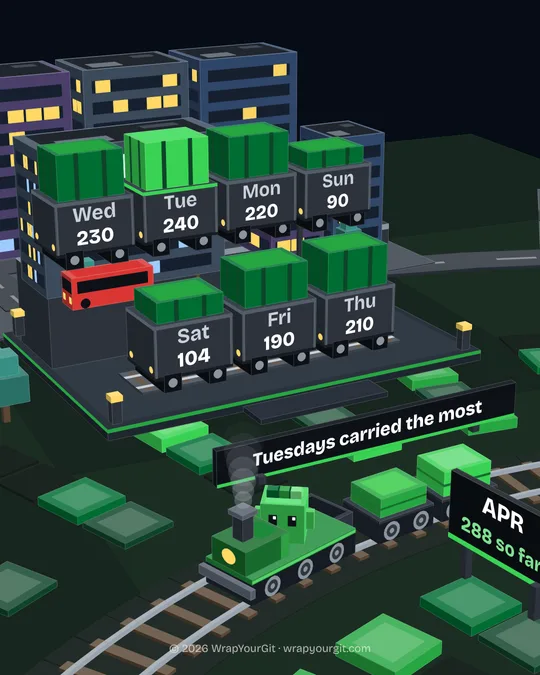 Wed
230
Tue
240
Mon
220
Sun
90
Sat
104
Fri
190
Thu
210
Tuesdays carried the most
APR
288 so far
© 2026 WrapYourGit · wrapyourgit.com